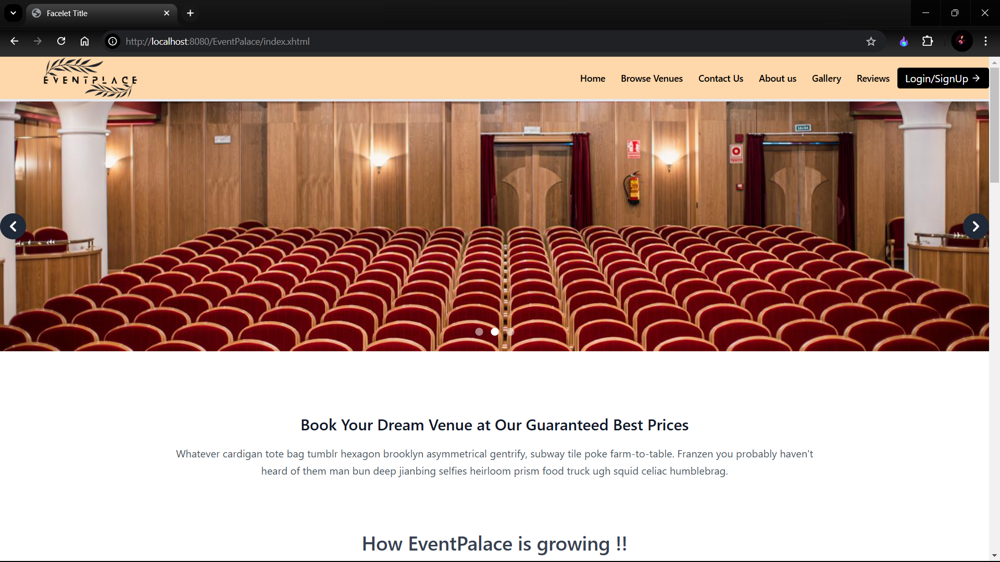 Facelet Title
http://localhost:8080/EventPalace/index.xhtml
EVENTPLACE
Home
Browse Venues
Contact Us
About us
Gallery
Reviews
Login/SignUp →
SALIDA
Book Your Dream Venue at Our Guaranteed Best Prices
Whatever cardigan tote bag tumblr hexagon brooklyn asymmetrical gentrify, subway tile poke farm-to-table. Franzen you probably haven't
heard of them man bun deep jianbing selfies heirloom prism food truck ugh squid celiac humblebrag.
How EventPalace is growing !!